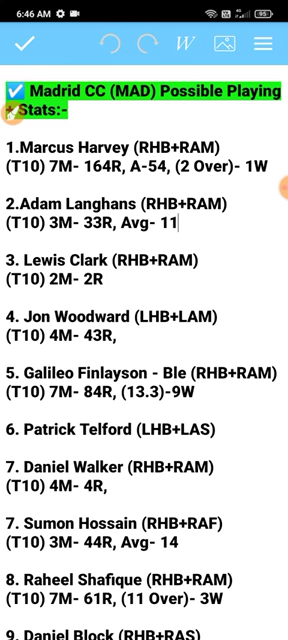 6:46 AM
95
W
✅ Madrid CC (MAD) Possible Playing
+ Stats:-
1.Marcus Harvey (RHB+RAM)
(T10) 7M- 164R, A-54, (2 Over)- 1W
2.Adam Langhans (RHB+RAM)
(T10) 3M- 33R, Avg- 11
3. Lewis Clark (RHB+RAM)
(T10) 2M- 2R
4. Jon Woodward (LHB+LAM)
(T10) 4M- 43R,
5. Galileo Finlayson - Ble (RHB+RAM)
(T10) 7M- 84R, (13.3)-9W
6. Patrick Telford (LHB+LAS)
7. Daniel Walker (RHB+RAM)
(T10) 4M- 4R,
7. Sumon Hossain (RHB+RAF)
(T10) 3M- 44R, Avg- 14
8. Raheel Shafique (RHB+RAM)
(T10) 7M- 61R, (11 Over)- 3W
9. Daniel Block (RHB+RAS)